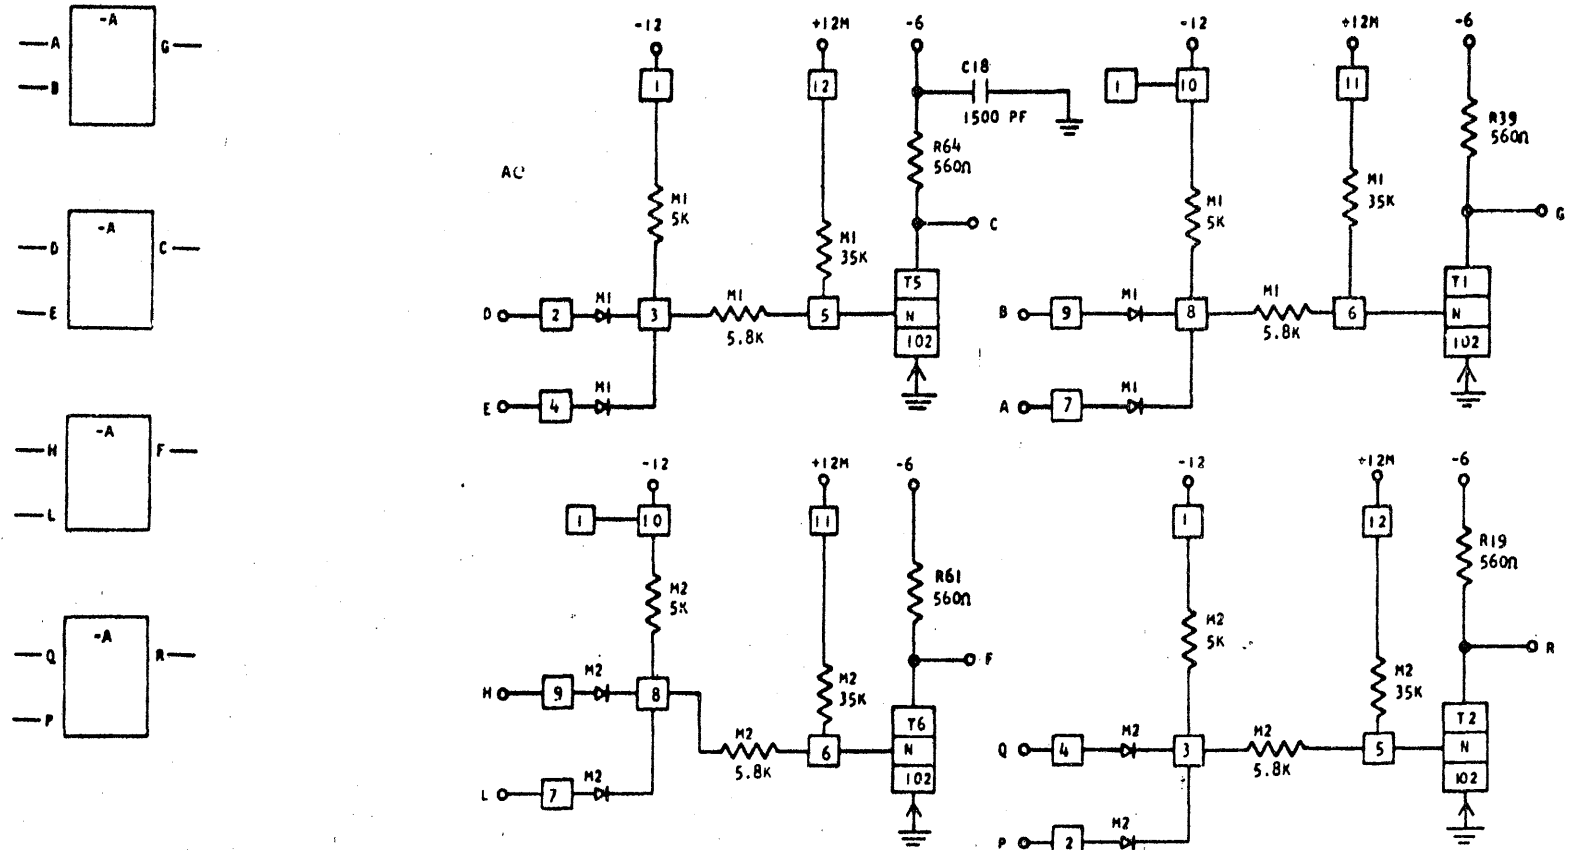 -A
A
G
B
-A
D
C
E
-A
H
F
L
-A
Q
R
P
-12
+12M
-6
1
12
C18
1500 PF
R64
560Ω
M1
5K
M1
35K
C
T5
N
102
D
2
M1
3
M1
5.8K
5
E
4
M1
-12
+12M
-6
1
10
11
R39
560Ω
M1
5K
M1
35K
G
T1
N
102
B
9
M1
8
M1
5.8K
6
A
7
M1
-12
+12M
-6
1
10
11
R61
560Ω
M2
5K
M2
35K
F
T6
N
102
H
9
M2
8
M2
5.8K
6
L
7
M2
-12
+12M
-6
1
12
R19
560Ω
M2
5K
M2
35K
R
T2
N
102
Q
4
M2
3
M2
5.8K
5
P
2
M2